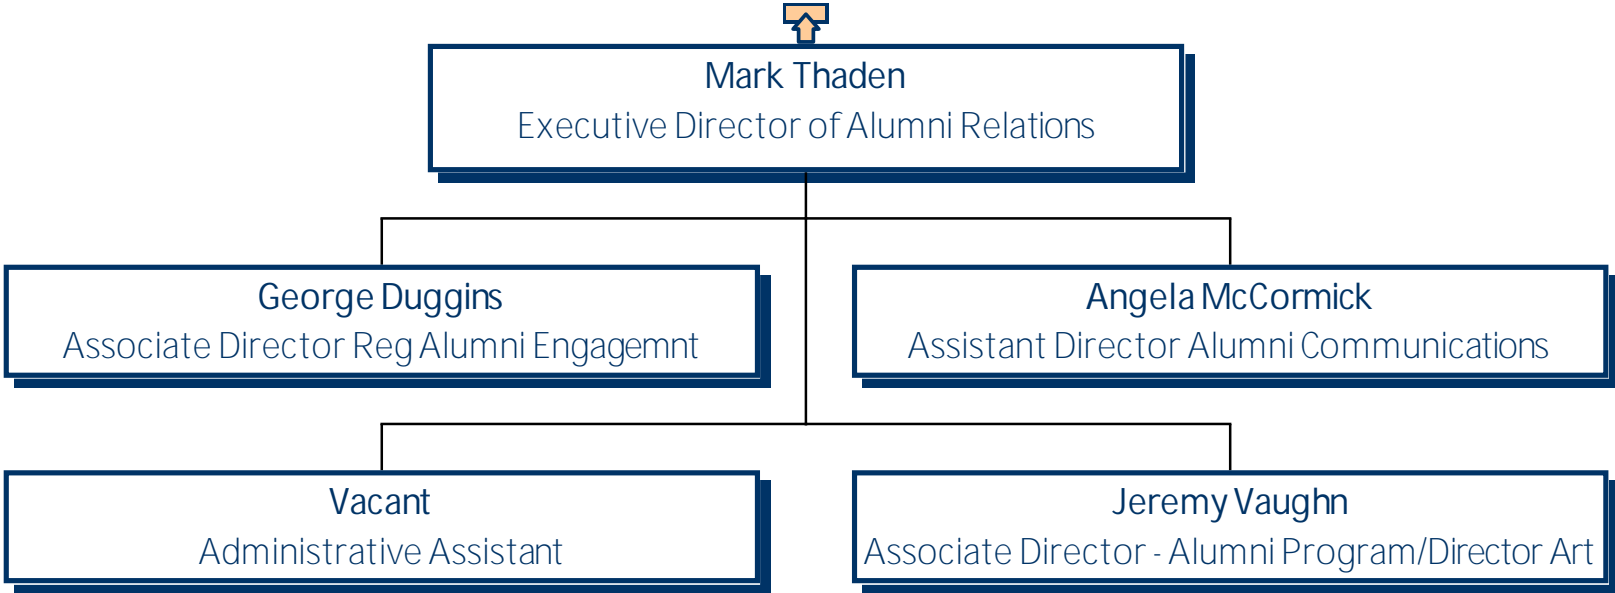 Mark Thaden
Executive Director of Alumni Relations
George Duggins
Associate Director Reg Alumni Engagemnt
Angela McCormick
Assistant Director Alumni Communications
Vacant
Administrative Assistant
Jeremy Vaughn
Associate Director - Alumni Program/Director Art